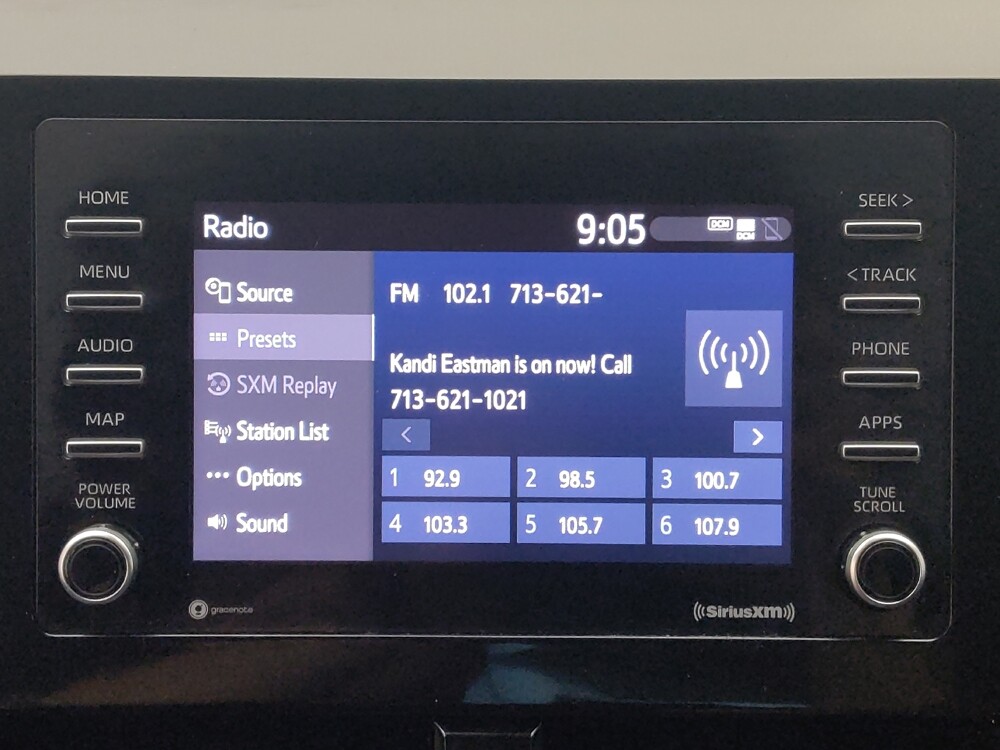 HOME
MENU
AUDIO
MAP
POWER
VOLUME
Radio
9:05
DCM
DCM
Source
Presets
SXM Replay
Station List
Options
Sound
FM 102.1 713-621-
Kandi Eastman is on now! Call
713-621-1021
<
>
1 92.9
2 98.5
3 100.7
4 103.3
5 105.7
6 107.9
SEEK >
< TRACK
PHONE
APPS
TUNE
SCROLL
gracenote
((SiriusXM))